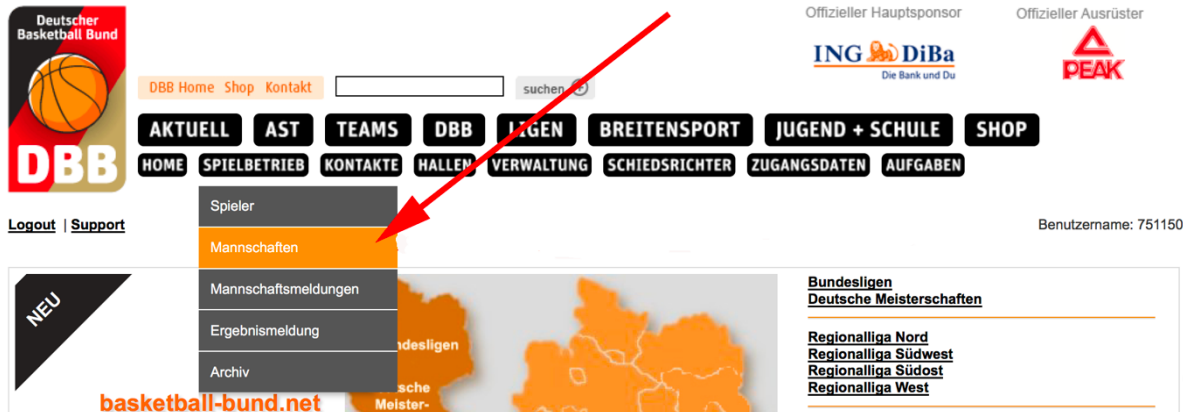 Deutscher
Basketball Bund
DBB
Offizieller Hauptsponsor
ING DiBa
Die Bank und Du
Offizieller Ausrüster
PEAK
DBB Home Shop Kontakt
suchen
AKTUELL AST TEAMS DBB LIGEN BREITENSPORT JUGEND + SCHULE SHOP
HOME SPIELBETRIEB KONTAKTE HALLEN VERWALTUNG SCHIEDSRICHTER ZUGANGSDATEN AUFGABEN
Logout | Support
Benutzername: 751150
Spieler
Mannschaften
Mannschaftsmeldungen
Ergebnismeldung
Archiv
NEU
basketball-bund.net
Meister-
Bundesligen
Deutsche Meisterschaften
Regionalliga Nord
Regionalliga Südwest
Regionalliga Südost
Regionalliga West